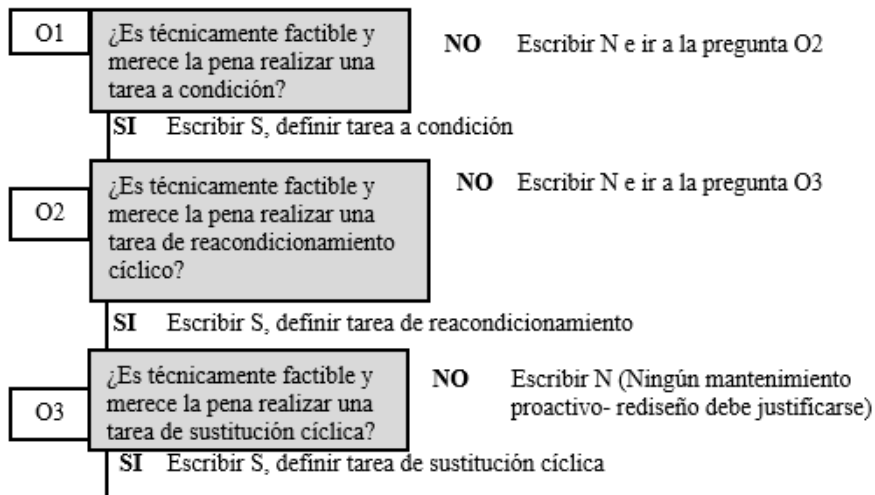 O1
¿Es técnicamente factible y
merece la pena realizar una
tarea a condición?
NO Escribir N e ir a la pregunta O2
SI Escribir S, definir tarea a condición
O2
¿Es técnicamente factible y
merece la pena realizar una
tarea de reacondicionamiento
cíclico?
NO Escribir N e ir a la pregunta O3
SI Escribir S, definir tarea de reacondicionamiento
O3
¿Es técnicamente factible y
merece la pena realizar una
tarea de sustitución cíclica?
NO Escribir N (Ningún mantenimiento
proactivo- rediseño debe justificarse)
SI Escribir S, definir tarea de sustitución cíclica